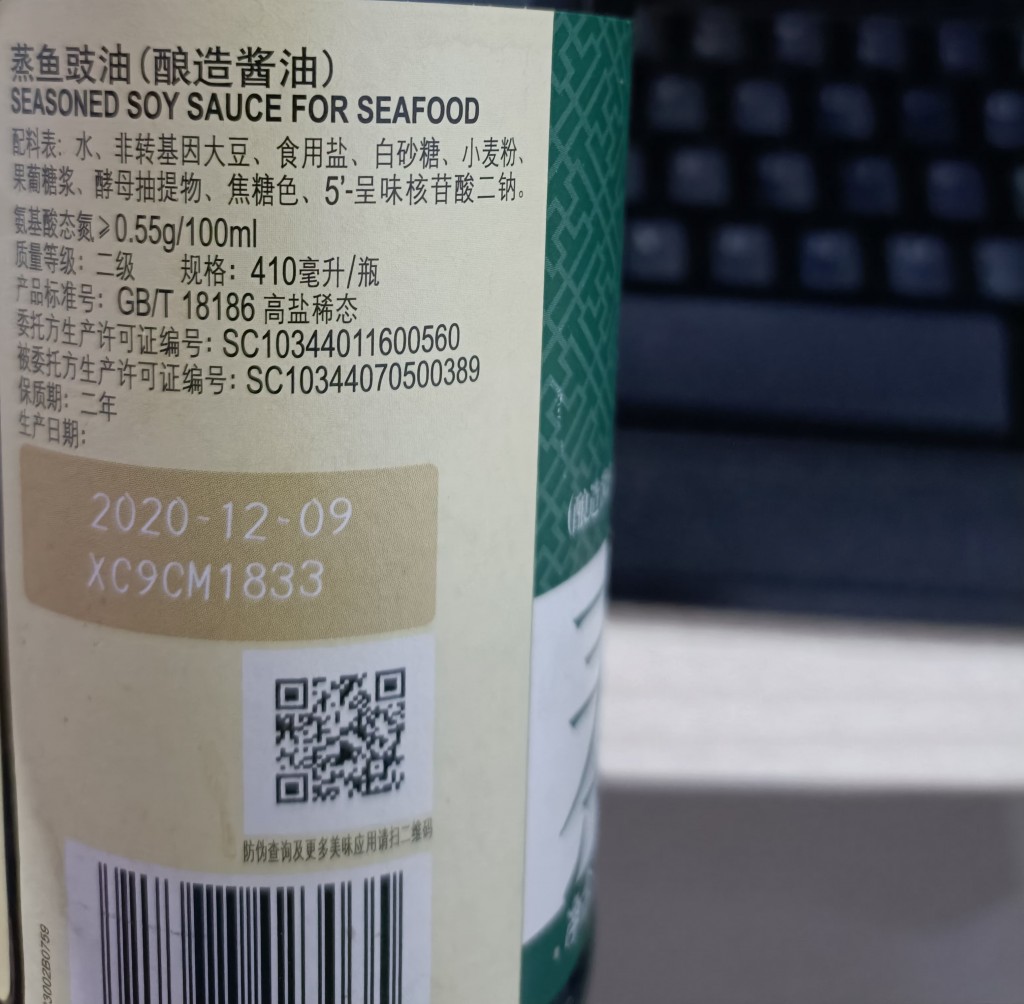 蒸鱼豉油(酿造酱油)
SEASONED SOY SAUCE FOR SEAFOOD
配料表: 水、非转基因大豆、食用盐、白砂糖、小麦粉、
果葡糖浆、酵母抽提物、焦糖色、5’-呈味核苷酸二钠。
氨基酸态氮≥0.55g/100ml
质量等级: 二级 规格: 410毫升/瓶
产品标准号: GB/T 18186 高盐稀态
委托方生产许可证编号: SC10344011600560
被委托方生产许可证编号: SC10344070500389
保质期: 二年
生产日期:
2020-12-09
XC9CM1833
防伪查询及更多美味应用请扫二维码
(酿造